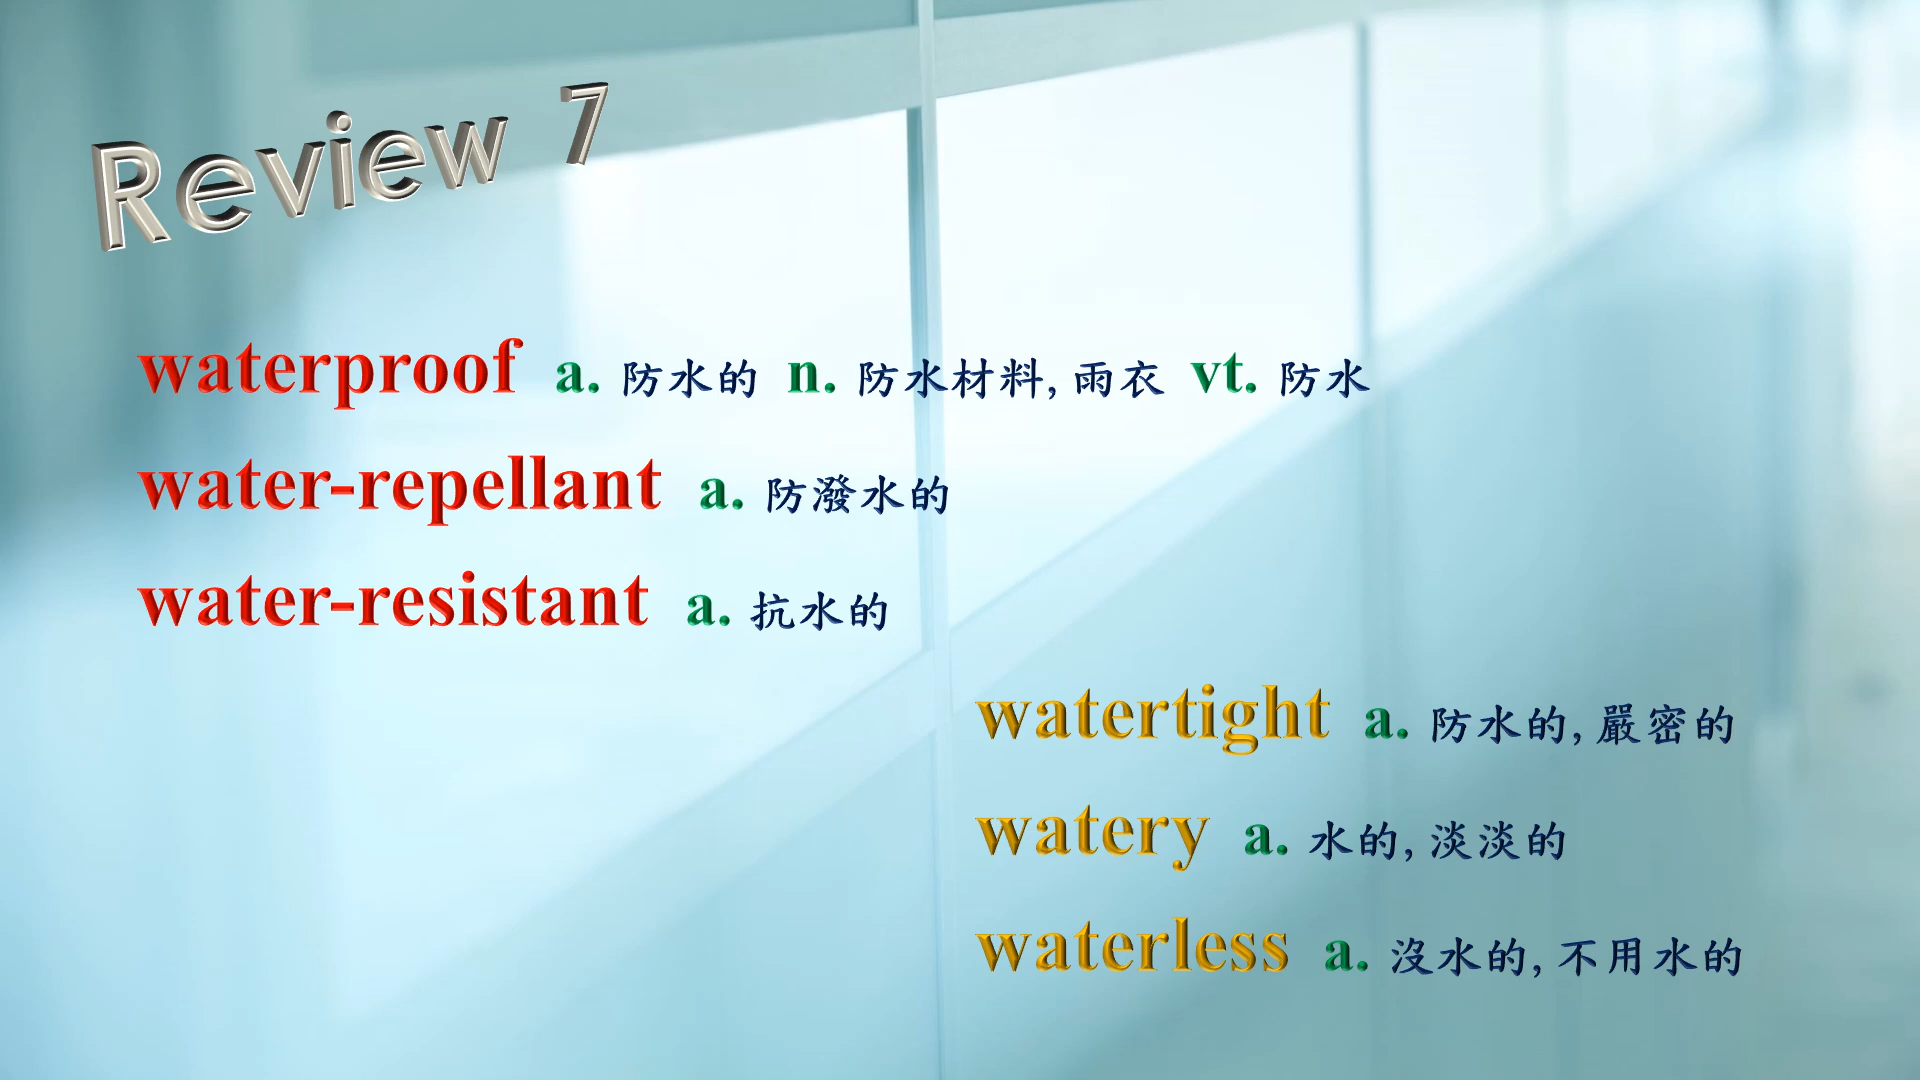 Review 7
waterproof a. 防水的 n. 防水材料, 雨衣 vt. 防水
water-repellant a. 防潑水的
water-resistant a. 抗水的
watertight a. 防水的, 嚴密的
watery a. 水的, 淡淡的
waterless a. 沒水的, 不用水的